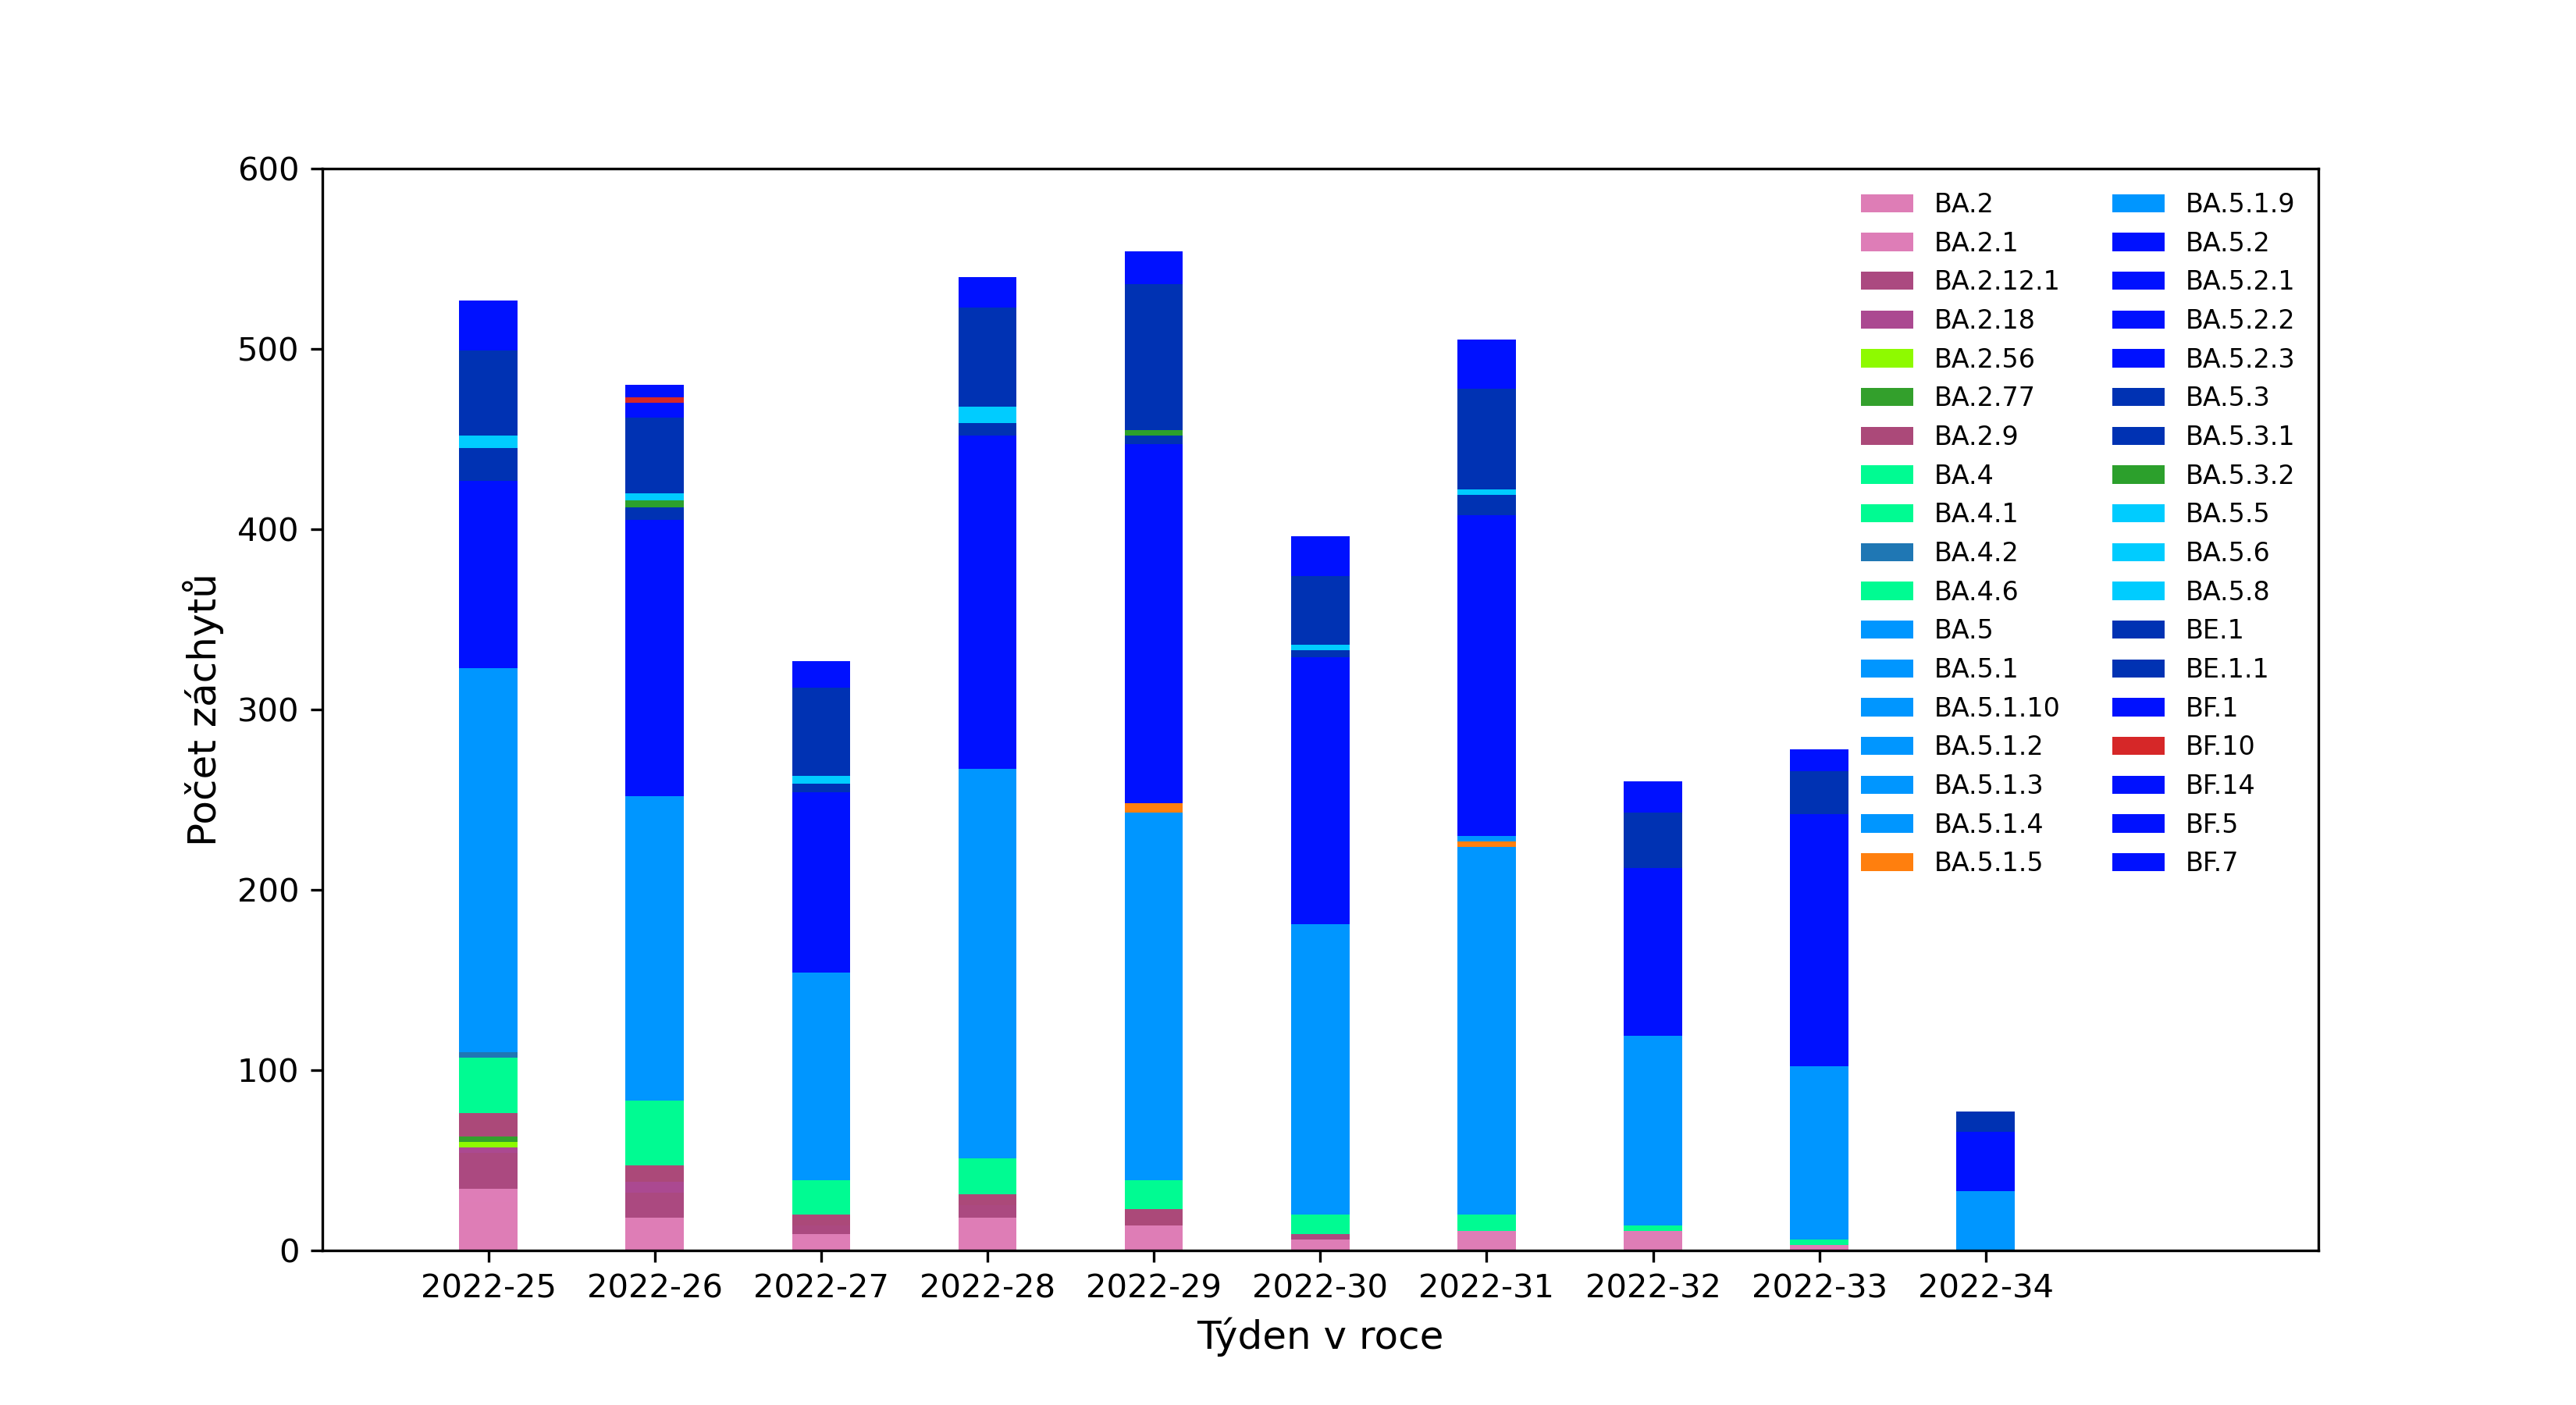 600
500
400
300
200
100
0
Počet záchytů
2022-25
2022-26
2022-27
2022-28
2022-29
2022-30
2022-31
2022-32
2022-33
2022-34
Týden v roce
BA.2
BA.2.1
BA.2.12.1
BA.2.18
BA.2.56
BA.2.77
BA.2.9
BA.4
BA.4.1
BA.4.2
BA.4.6
BA.5
BA.5.1
BA.5.1.10
BA.5.1.2
BA.5.1.3
BA.5.1.4
BA.5.1.5
BA.5.1.9
BA.5.2
BA.5.2.1
BA.5.2.2
BA.5.2.3
BA.5.3
BA.5.3.1
BA.5.3.2
BA.5.5
BA.5.6
BA.5.8
BE.1
BE.1.1
BF.1
BF.10
BF.14
BF.5
BF.7